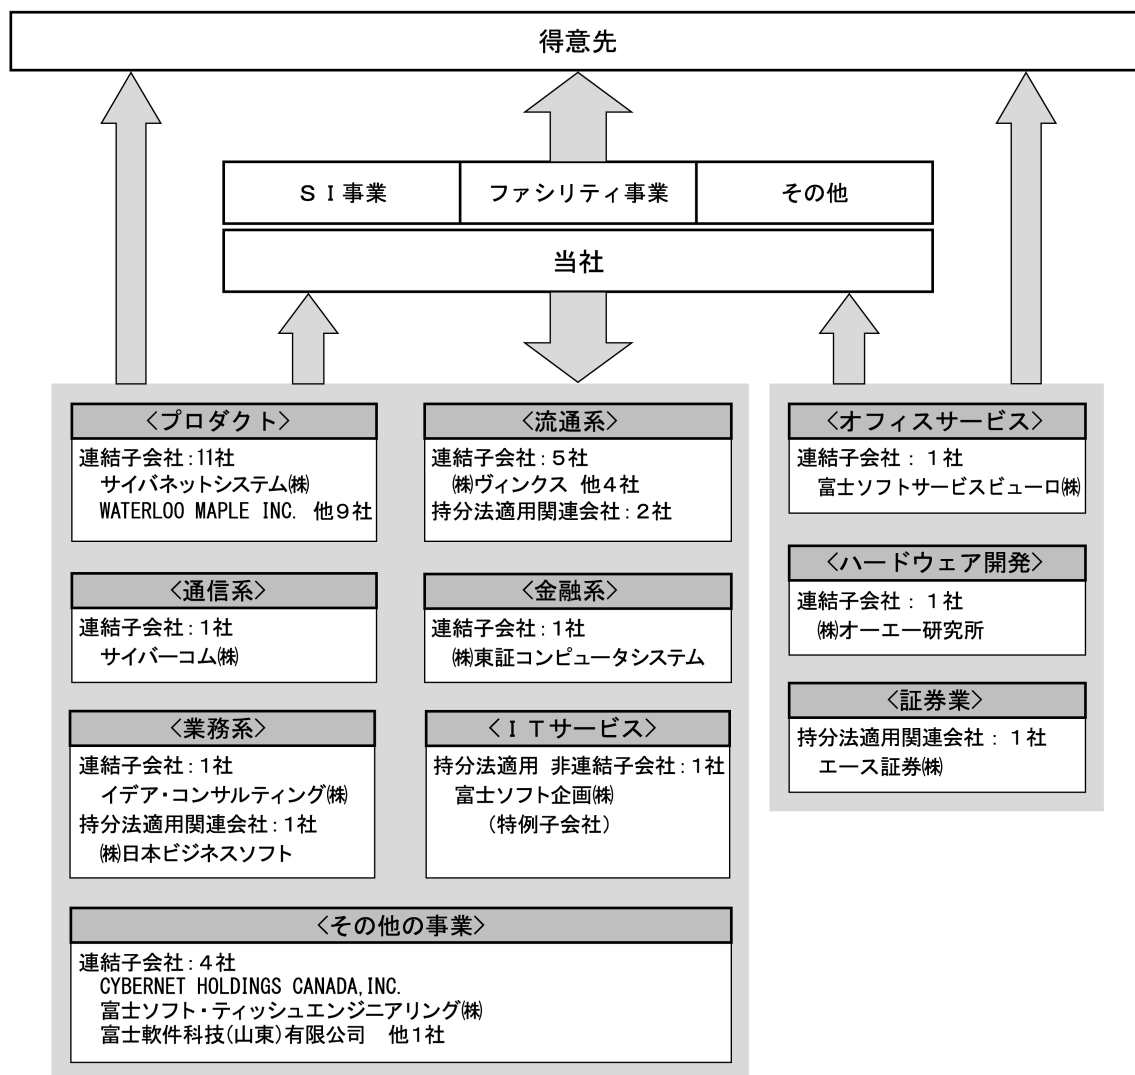 得意先
ＳＩ事業
ファシリティ事業
その他
当社
<プロダクト>
連結子会社：11社
サイバネットシステム㈱
WATERLOO MAPLE INC. 他９社
<流通系>
連結子会社：５社
㈱ヴィンクス 他４社
持分法適用関連会社：２社
<通信系>
連結子会社：１社
サイバーコム㈱
<金融系>
連結子会社：１社
㈱東証コンピュータシステム
<業務系>
連結子会社：１社
イデア・コンサルティング㈱
持分法適用関連会社：１社
㈱日本ビジネスソフト
<ＩＴサービス>
持分法適用 非連結子会社：１社
富士ソフト企画㈱
（特例子会社）
<その他の事業>
連結子会社：４社
CYBERNET HOLDINGS CANADA,INC.
富士ソフト・ティッシュエンジニアリング㈱
富士軟件科技(山東)有限公司 他１社
<オフィスサービス>
連結子会社：１社
富士ソフトサービスビューロ㈱
<ハードウェア開発>
連結子会社：１社
㈱オーエー研究所
<証券業>
持分法適用関連会社：１社
エース証券㈱